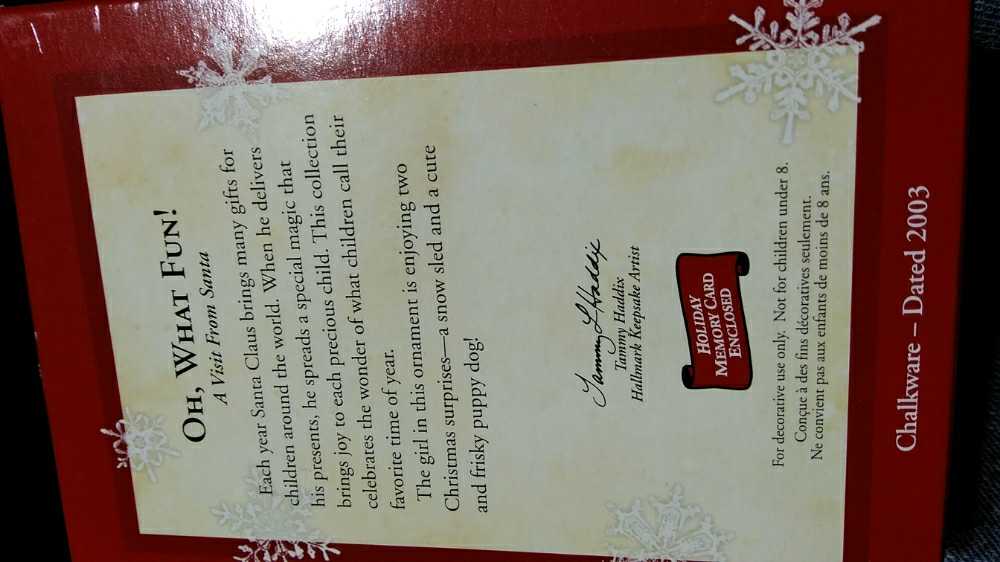 OH, WHAT FUN!
A Visit From Santa
Each year Santa Claus brings many gifts for
children around the world. When he delivers
his presents, he spreads a special magic that
brings joy to each precious child. This collection
celebrates the wonder of what children call their
favorite time of year.
The girl in this ornament is enjoying two
Christmas surprises—a snow sled and a cute
and frisky puppy dog!
Tammy L Haddix
Tammy Haddix
Hallmark Keepsake Artist
HOLIDAY
MEMORY CARD
ENCLOSED
For decorative use only. Not for children under 8.
Conçue à des fins décoratives seulement.
Ne convient pas aux enfants de moins de 8 ans.
Chalkware – Dated 2003